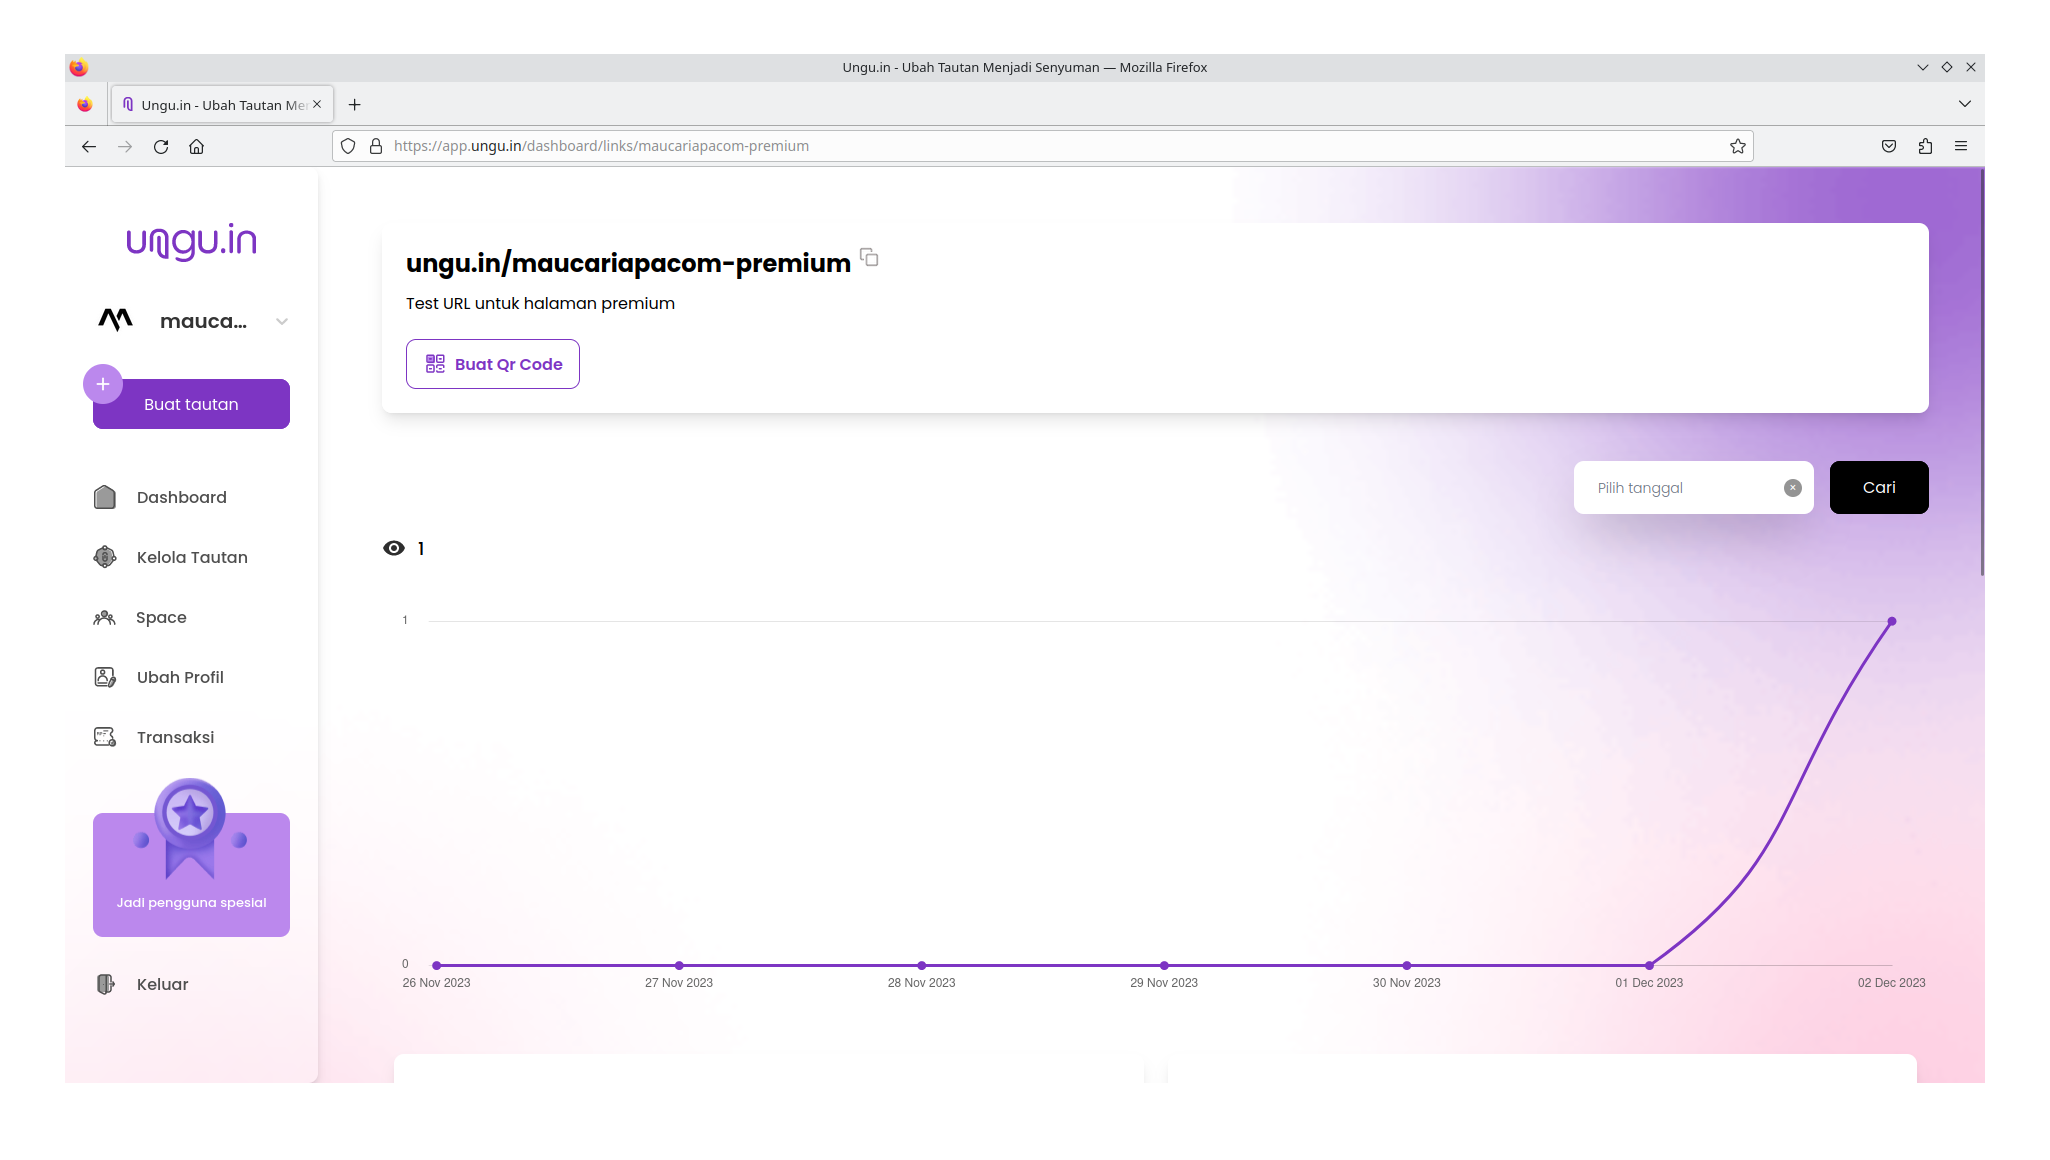 Ungu.in - Ubah Tautan Menjadi Senyuman — Mozilla Firefox
Ungu.in - Ubah Tautan Me
https://app.ungu.in/dashboard/links/maucariapacom-premium
ungu.in
mauca...
Buat tautan
Dashboard
Kelola Tautan
Space
Ubah Profil
Transaksi
Jadi pengguna spesial
Keluar
ungu.in/maucariapacom-premium
Test URL untuk halaman premium
Buat Qr Code
Pilih tanggal
Cari
1
1
0
26 Nov 2023 27 Nov 2023 28 Nov 2023 29 Nov 2023 30 Nov 2023 01 Dec 2023 02 Dec 2023